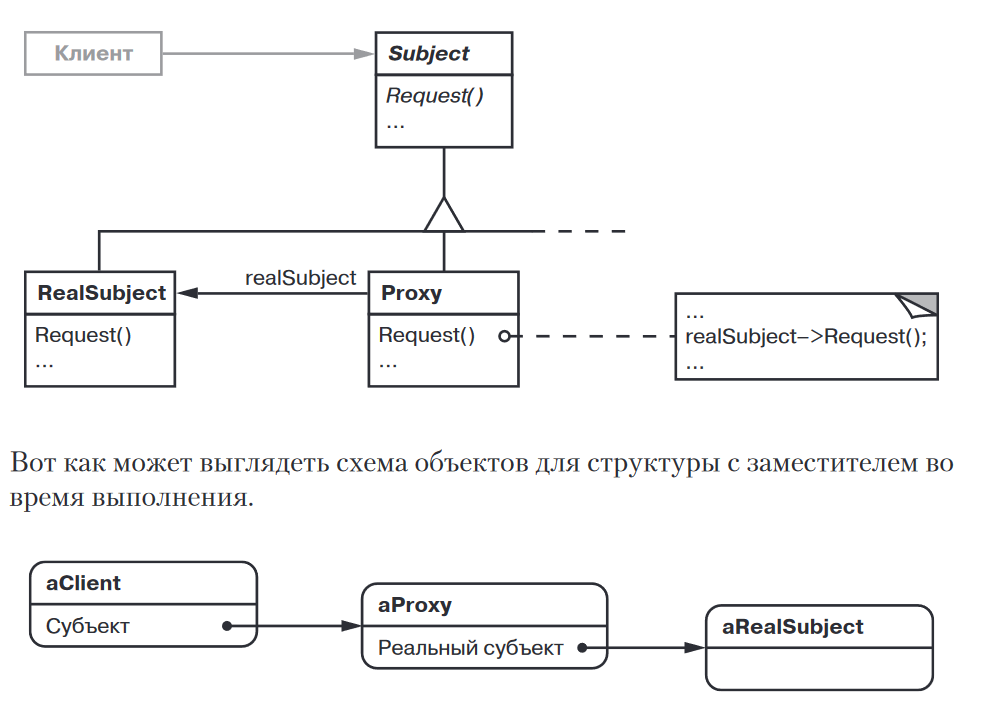 Клиент
Subject
Request()
...
realSubject
RealSubject
Request()
...
Proxy
Request()
...
...
realSubject–>Request();
...
Вот как может выглядеть схема объектов для структуры с заместителем во
время выполнения.
aClient
Субъект
aProxy
Реальный субъект
aRealSubject